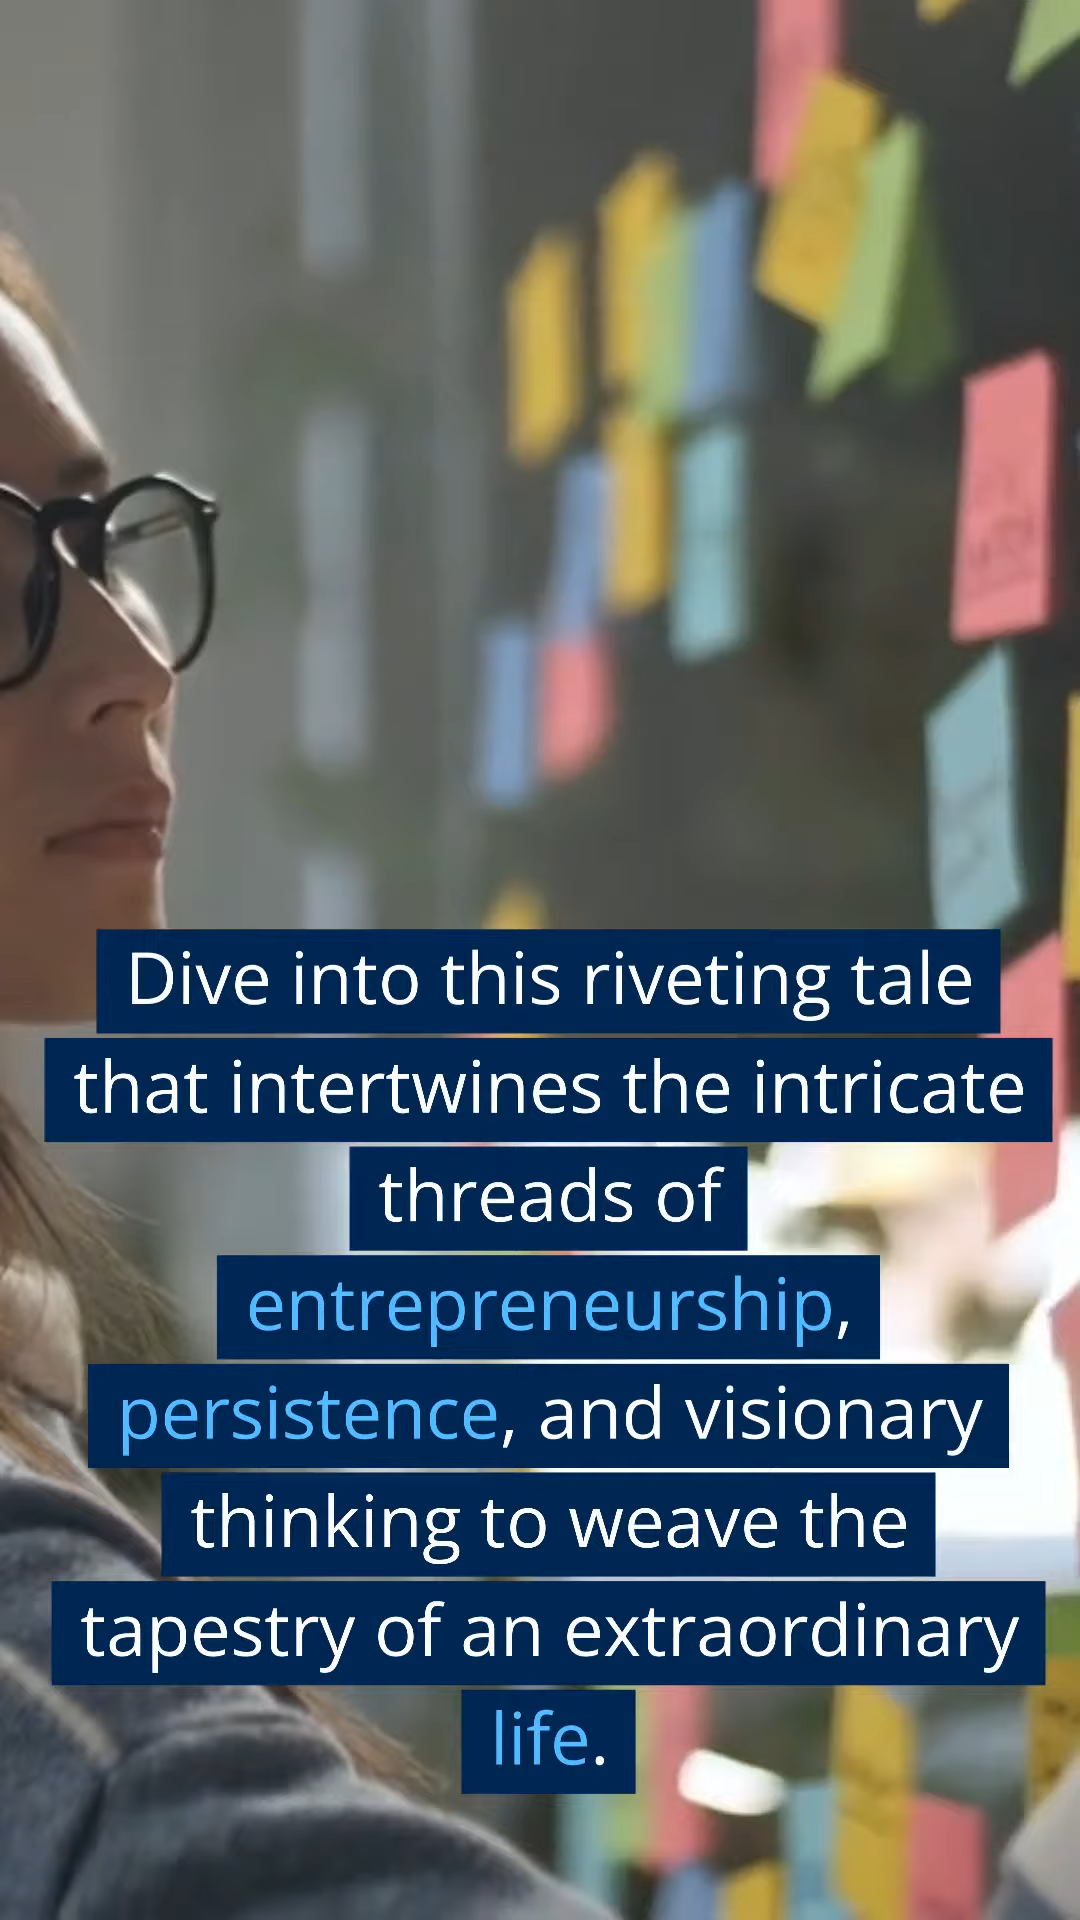 Dive into this riveting tale
that intertwines the intricate
threads of
entrepreneurship,
persistence, and visionary
thinking to weave the
tapestry of an extraordinary
life.